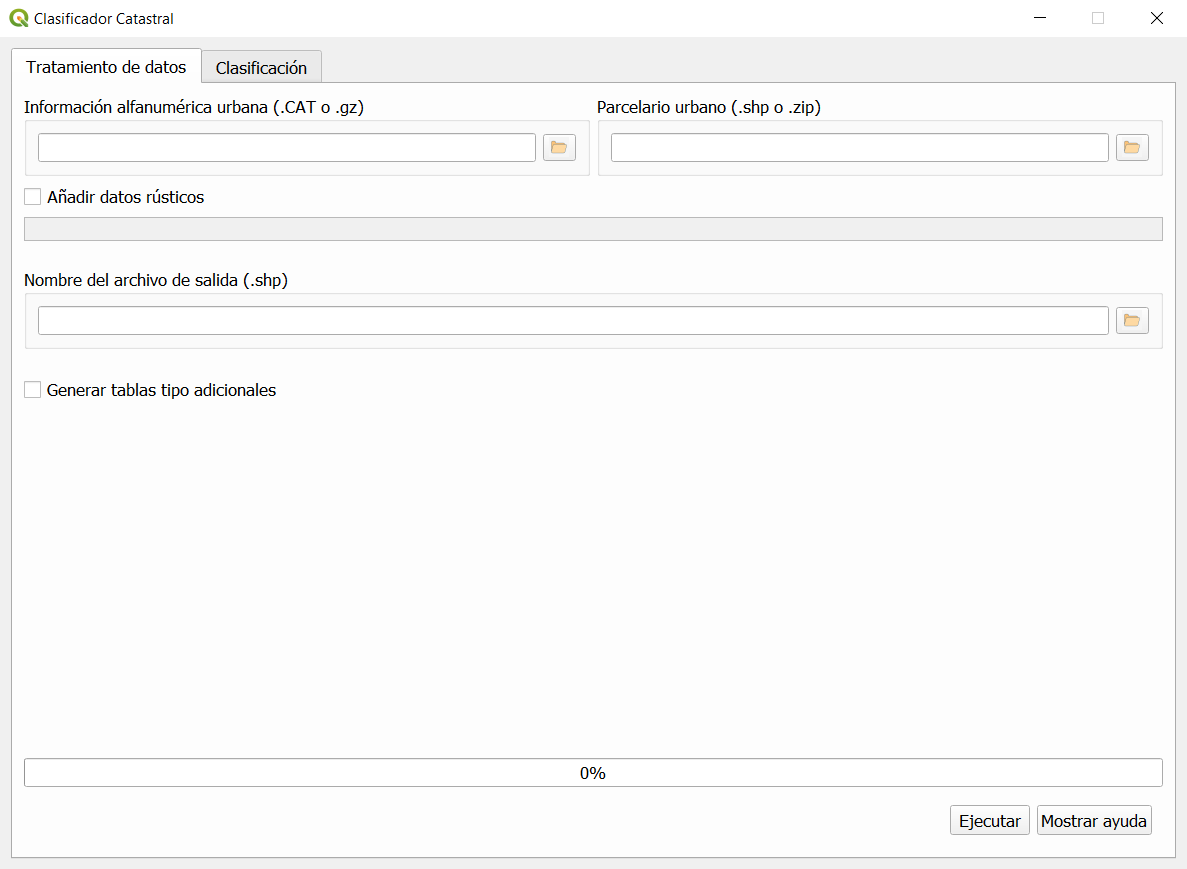 Clasificador Catastral
Tratamiento de datos
Clasificación
Información alfanumérica urbana (.CAT o .gz)
Parcelario urbano (.shp o .zip)
Añadir datos rústicos
Nombre del archivo de salida (.shp)
Generar tablas tipo adicionales
0%
Ejecutar
Mostrar ayuda